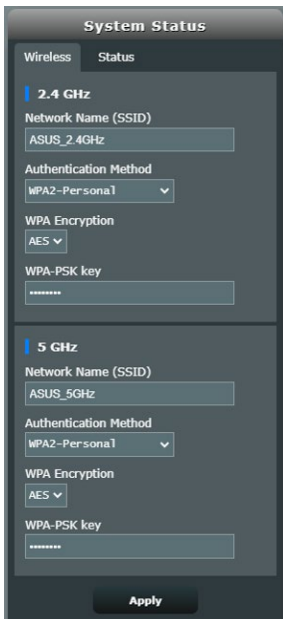 System Status
Wireless Status
2.4 GHz
Network Name (SSID)
ASUS_2.4GHz
Authentication Method
WPA2-Personal
WPA Encryption
AES
WPA-PSK key
••••••••
5 GHz
Network Name (SSID)
ASUS_5GHz
Authentication Method
WPA2-Personal
WPA Encryption
AES
WPA-PSK key
••••••••
Apply